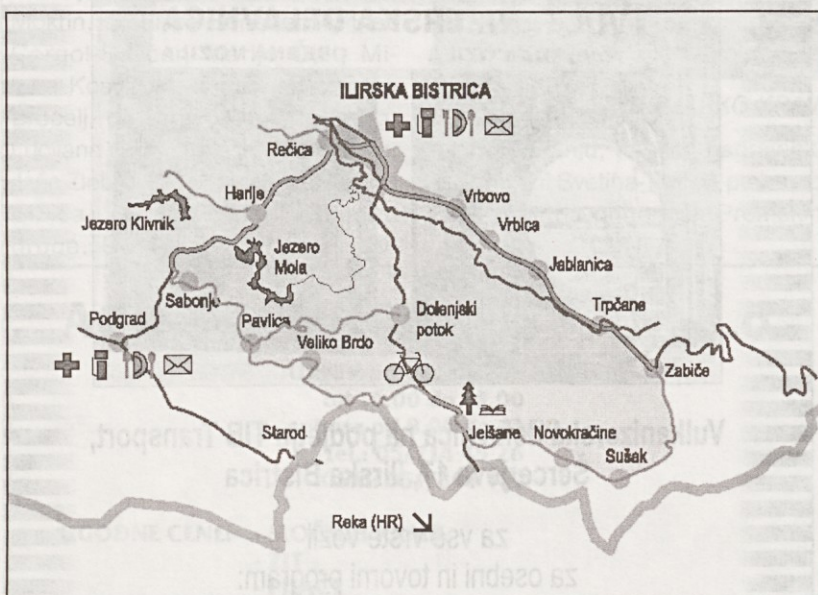 ILIRSKA BISTRICA
Rečica
Harije
Vrbovo
Jezero Klivnik
Vrbica
Jezero
Mola
Jablanica
Sabonje
Dolenjski
potok
Trpčane
Podgrad
Pavlica
Veliko Brdo
Zabiče
Starod
Jelšane
Novokračine
Sušak
Reka (HR)